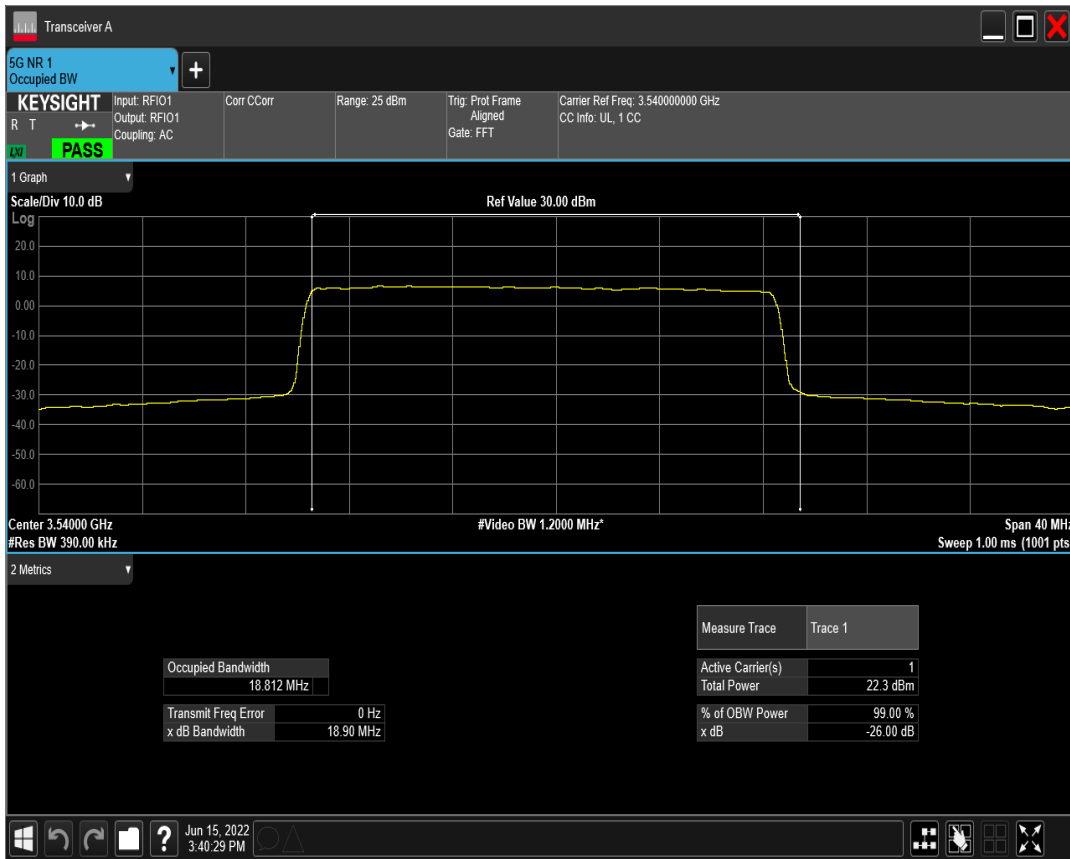 Transceiver A
5G NR 1
Occupied BW
+
KEYSIGHT
R T
LXI
PASS
Input: RFIO1
Output: RFIO1
Coupling: AC
Corr CCorr
Range: 25 dBm
Trig: Prot Frame
Aligned
Gate: FFT
Carrier Ref Freq: 3.540000000 GHz
CC Info: UL, 1 CC
1 Graph
Scale/Div 10.0 dB
Ref Value 30.00 dBm
Log
20.0
10.0
0.00
-10.0
-20.0
-30.0
-40.0
-50.0
-60.0
Center 3.54000 GHz
#Video BW 1.2000 MHz*
Span 40 MHz
#Res BW 390.00 kHz
Sweep 1.00 ms (1001 pts
2 Metrics
Measure Trace Trace 1
Occupied Bandwidth
18.812 MHz
Active Carrier(s) 1
Total Power 22.3 dBm
Transmit Freq Error 0 Hz
x dB Bandwidth 18.90 MHz
% of OBW Power 99.00 %
x dB -26.00 dB
?
Jun 15, 2022
3:40:29 PM